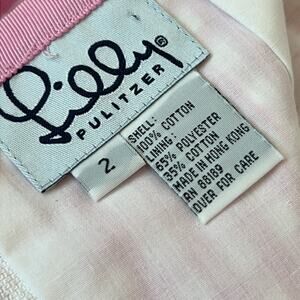 Lilly®
PULITZER
2
SHELL:
100% COTTON
LINING:
65% POLYESTER
35% COTTON
MADE IN HONG KONG
RN 88189
OVER FOR CARE